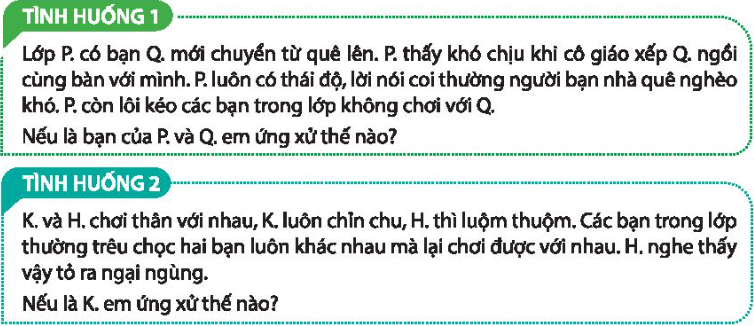 TÌNH HUỐNG 1
Lớp P. có bạn Q. mới chuyển từ quê lên. P. thấy khó chịu khi cô giáo xếp Q. ngồi
cùng bàn với mình. P. luôn có thái độ, lời nói coi thường người bạn nhà quê nghèo
khó. P. còn lôi kéo các bạn trong lớp không chơi với Q.
Nếu là bạn của P. và Q. em ứng xử thế nào?
TÌNH HUỐNG 2
K. và H. chơi thân với nhau, K. luôn chỉn chu, H. thì luộm thuộm. Các bạn trong lớp
thường trêu chọc hai bạn luôn khác nhau mà lại chơi được với nhau. H. nghe thấy
vậy tỏ ra ngại ngùng.
Nếu là K. em ứng xử thế nào?